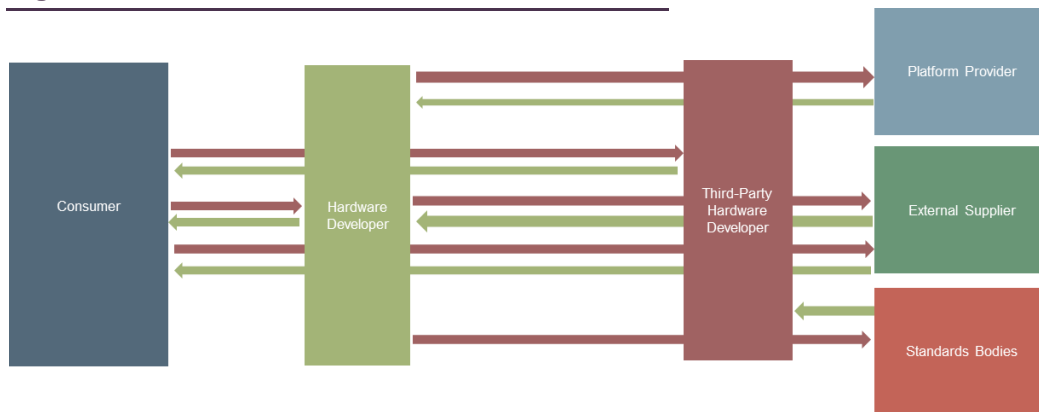 Platform Provider
Consumer
Hardware
Developer
Third-Party
Hardware
Developer
External Supplier
Standards Bodies